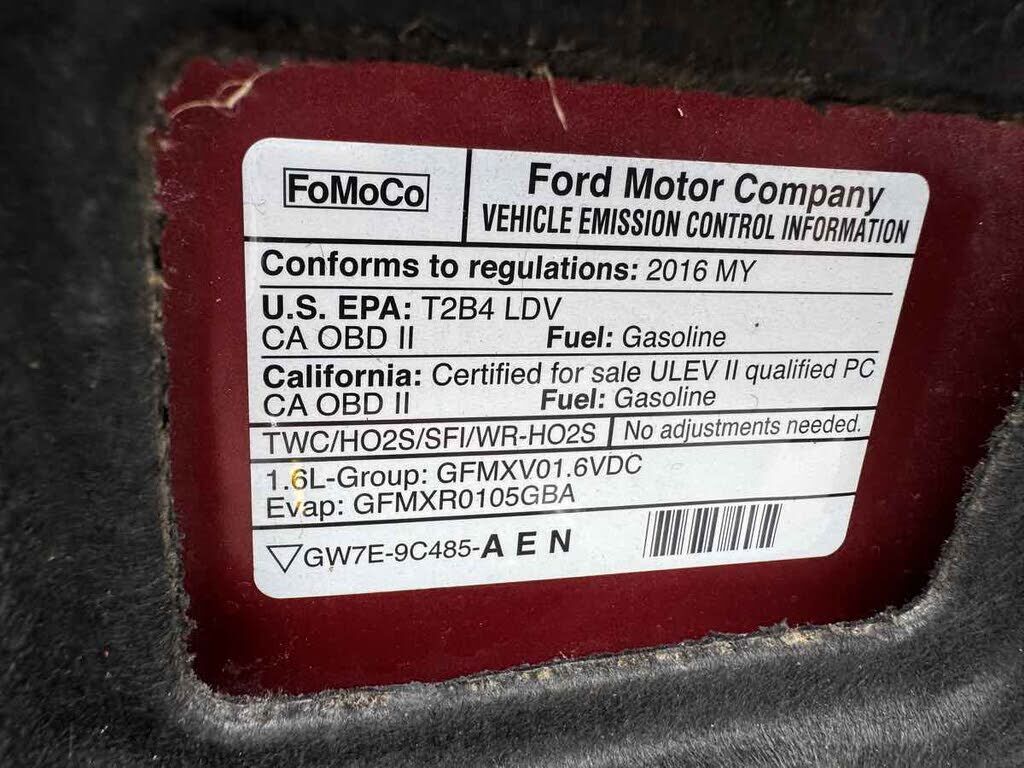 FoMoCo
Ford Motor Company
VEHICLE EMISSION CONTROL INFORMATION
Conforms to regulations: 2016 MY
U.S. EPA: T2B4 LDV
CA OBD II Fuel: Gasoline
California: Certified for sale ULEV II qualified PC
CA OBD II Fuel: Gasoline
TWC/HO2S/SFI/WR-HO2S No adjustments needed.
1.6L-Group: GFMXV01.6VDC
Evap: GFMXR0105GBA
▽GW7E-9C485-A E N